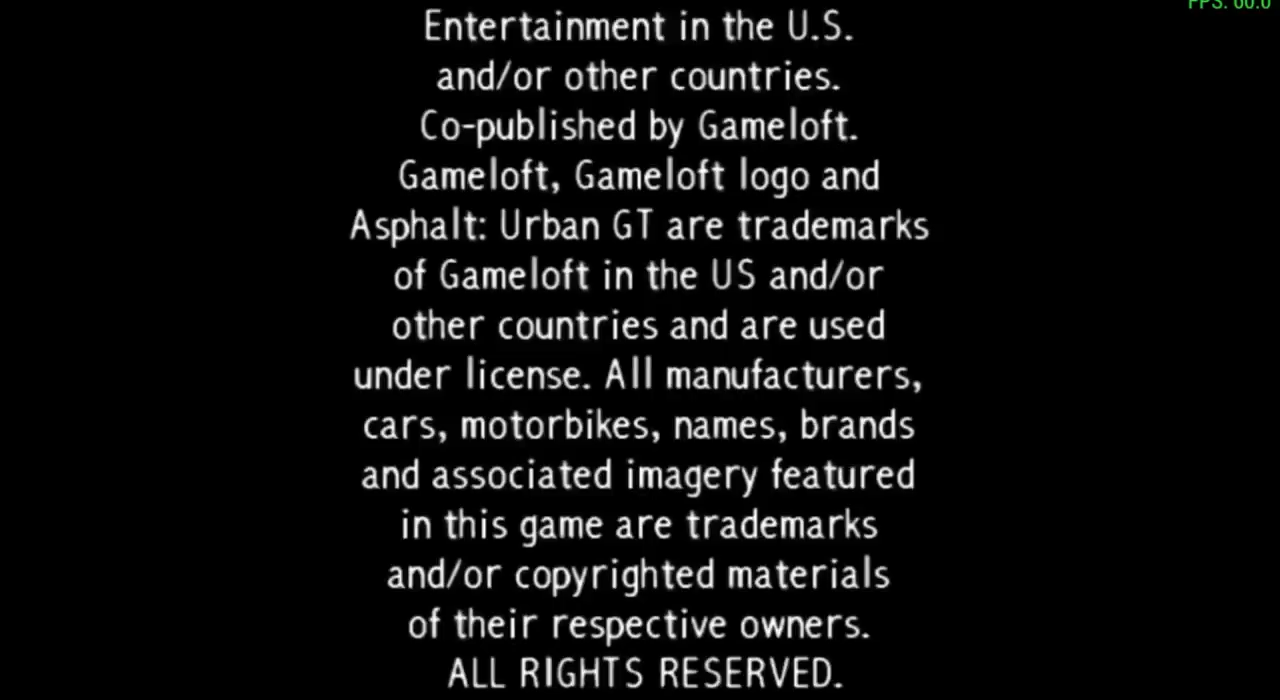 FPS: 60.0
Entertainment in the U.S.
and/or other countries.
Co-published by Gameloft.
Gameloft, Gameloft logo and
Asphalt: Urban GT are trademarks
of Gameloft in the US and/or
other countries and are used
under license. All manufacturers,
cars, motorbikes, names, brands
and associated imagery featured
in this game are trademarks
and/or copyrighted materials
of their respective owners.
ALL RIGHTS RESERVED.